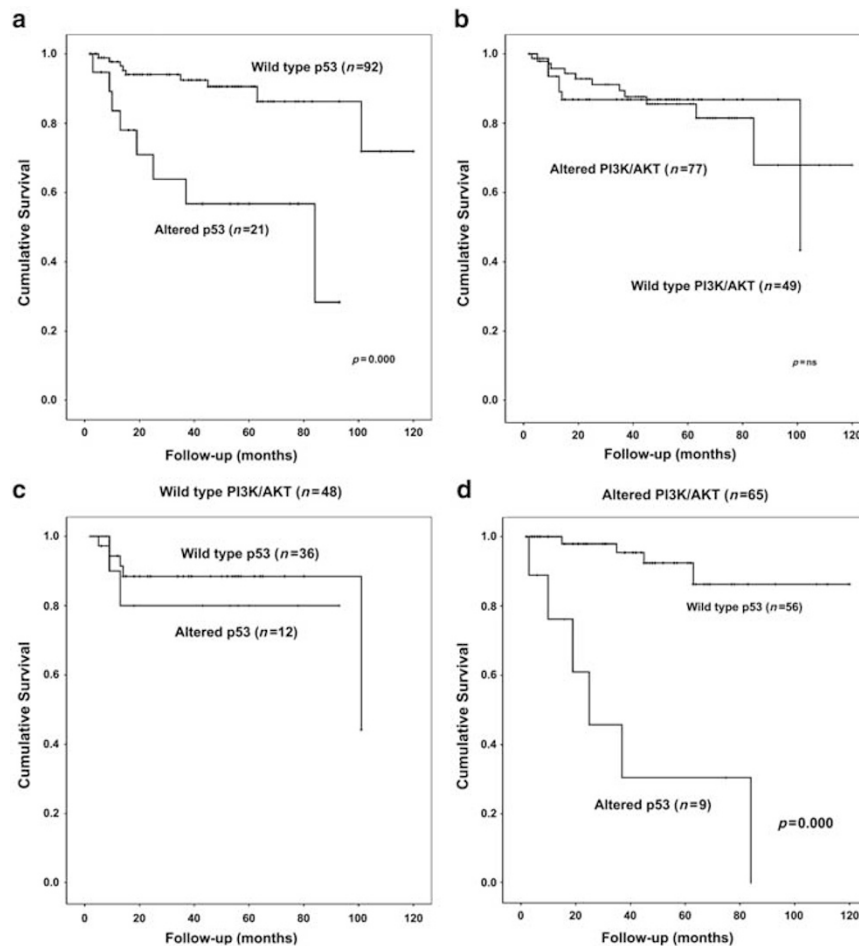 a
Cumulative Survival
1.0
0.8
0.6
0.4
0.2
0.0
Wild type p53 (n=92)
Altered p53 (n=21)
p=0.000
0 20 40 60 80 100 120
Follow-up (months)
b
Cumulative Survival
1.0
0.8
0.6
0.4
0.2
0.0
Altered PI3K/AKT (n=77)
Wild type PI3K/AKT (n=49)
p=ns
0 20 40 60 80 100 120
Follow-up (months)
c
Wild type PI3K/AKT (n=48)
Cumulative Survival
1.0
0.8
0.6
0.4
0.2
0.0
Wild type p53 (n=36)
Altered p53 (n=12)
0 20 40 60 80 100 120
Follow-up (months)
d
Altered PI3K/AKT (n=65)
Cumulative Survival
1.0
0.8
0.6
0.4
0.2
0.0
Wild type p53 (n=56)
Altered p53 (n=9)
p=0.000
0 20 40 60 80 100 120
Follow-up (months)